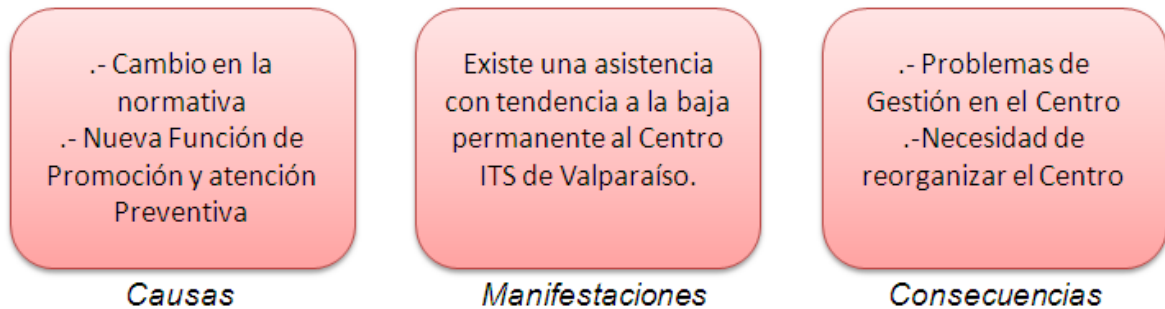 .- Cambio en la
normativa
.- Nueva Función de
Promoción y atención
Preventiva
Causas
Existe una asistencia
con tendencia a la baja
permanente al Centro
ITS de Valparaíso.
Manifestaciones
.- Problemas de
Gestión en el Centro
.-Necesidad de
reorganizar el Centro
Consecuencias